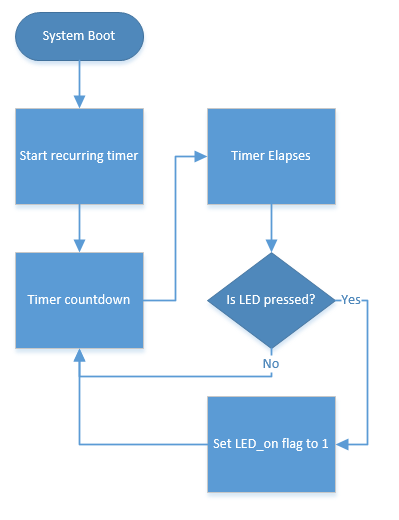 System Boot
Start recurring timer
Timer Elapses
Timer countdown
Is LED pressed?
Yes
No
Set LED_on flag to 1